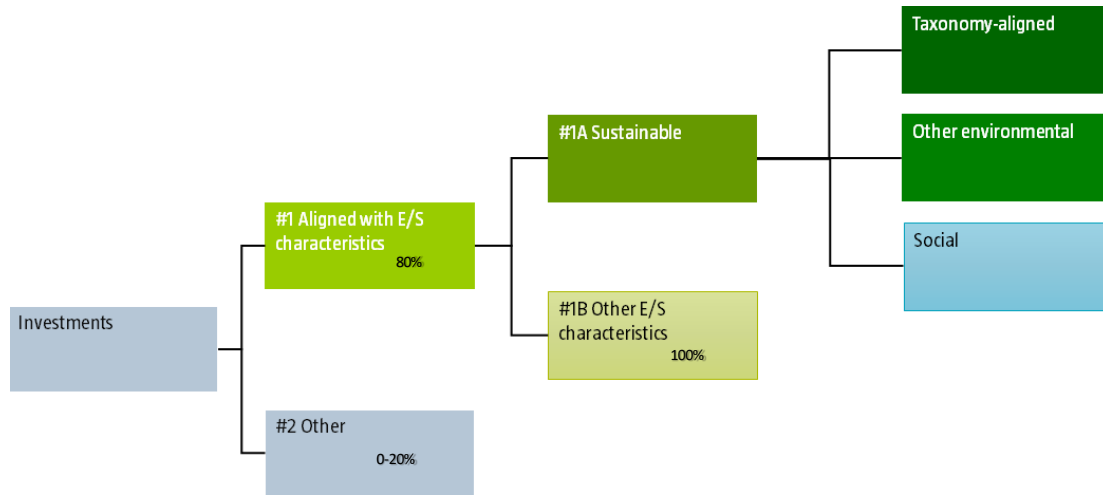 Taxonomy-aligned
#1A Sustainable
Other environmental
#1 Aligned with E/S
characteristics
80%
Social
#1B Other E/S
characteristics
100%
Investments
#2 Other
0-20%